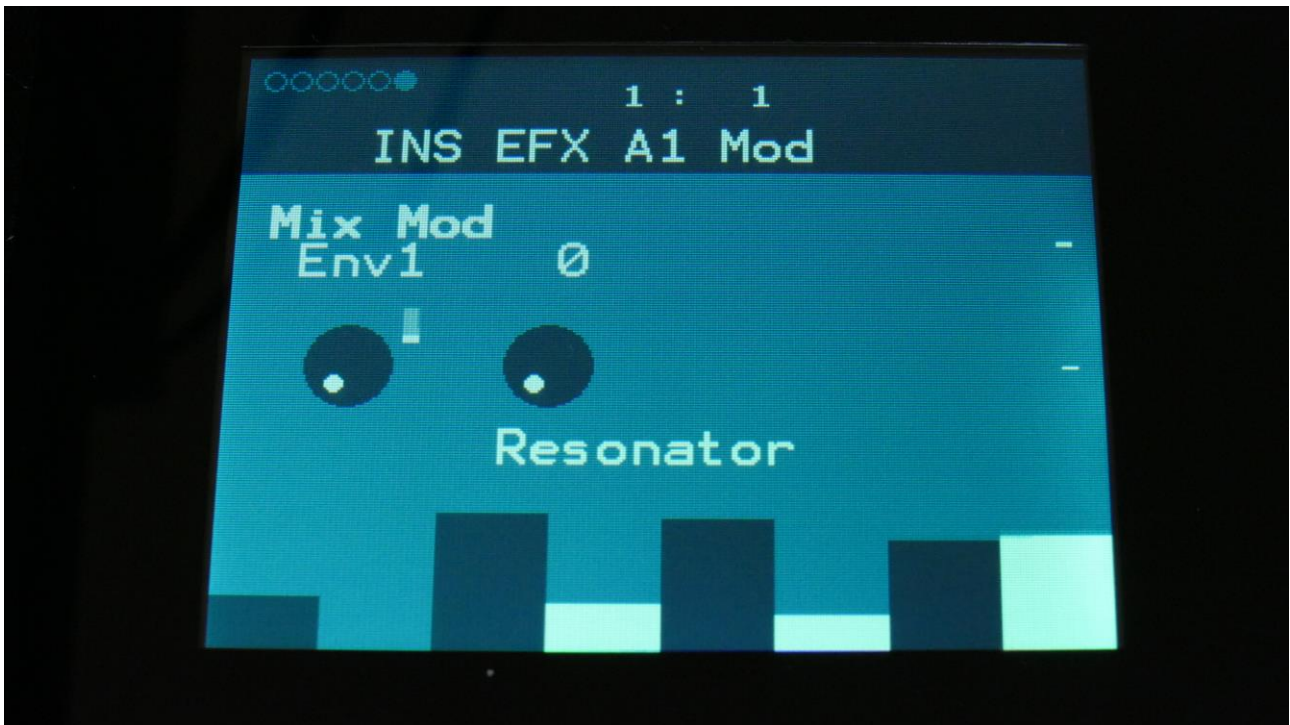 1 : 1
INS EFX A1 Mod
Mix Mod
Env1 0
-
-
Resonator